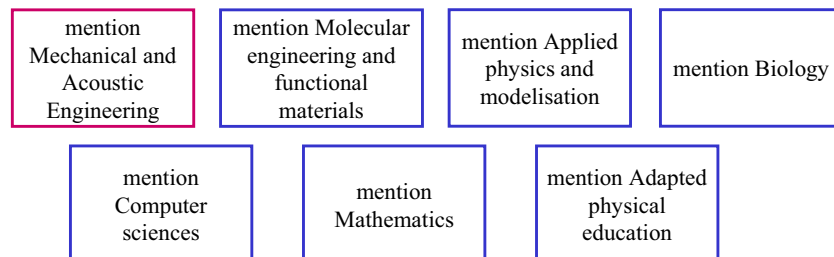 mention
Mechanical and
Acoustic
Engineering
mention Molecular
engineering and
functional
materials
mention Applied
physics and
modelisation
mention Biology
mention
Computer
sciences
mention
Mathematics
mention Adapted
physical
education